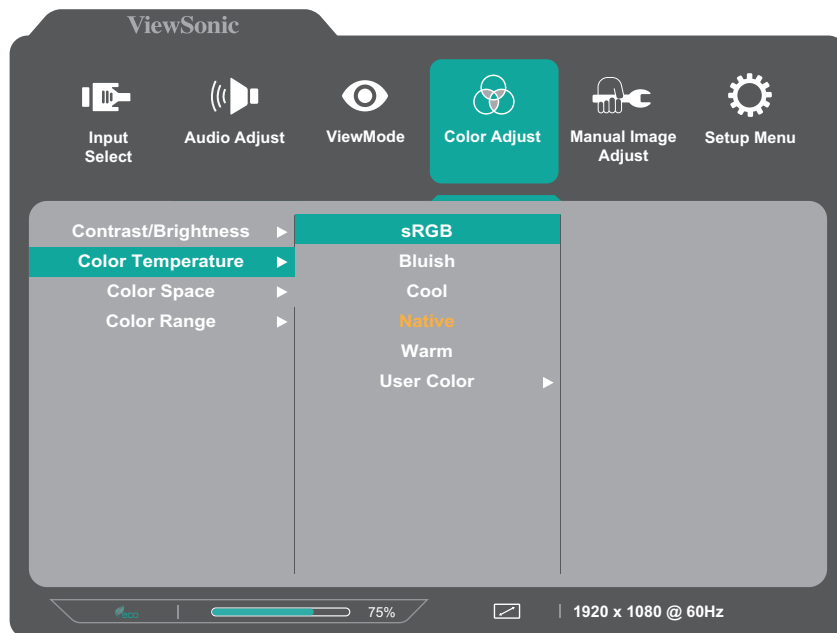 ViewSonic
Input Select
Audio Adjust
ViewMode
Color Adjust
Manual Image Adjust
Setup Menu
Contrast/Brightness
Color Temperature
Color Space
Color Range
sRGB
Bluish
Cool
Native
Warm
User Color
eco
75%
1920 x 1080 @ 60Hz